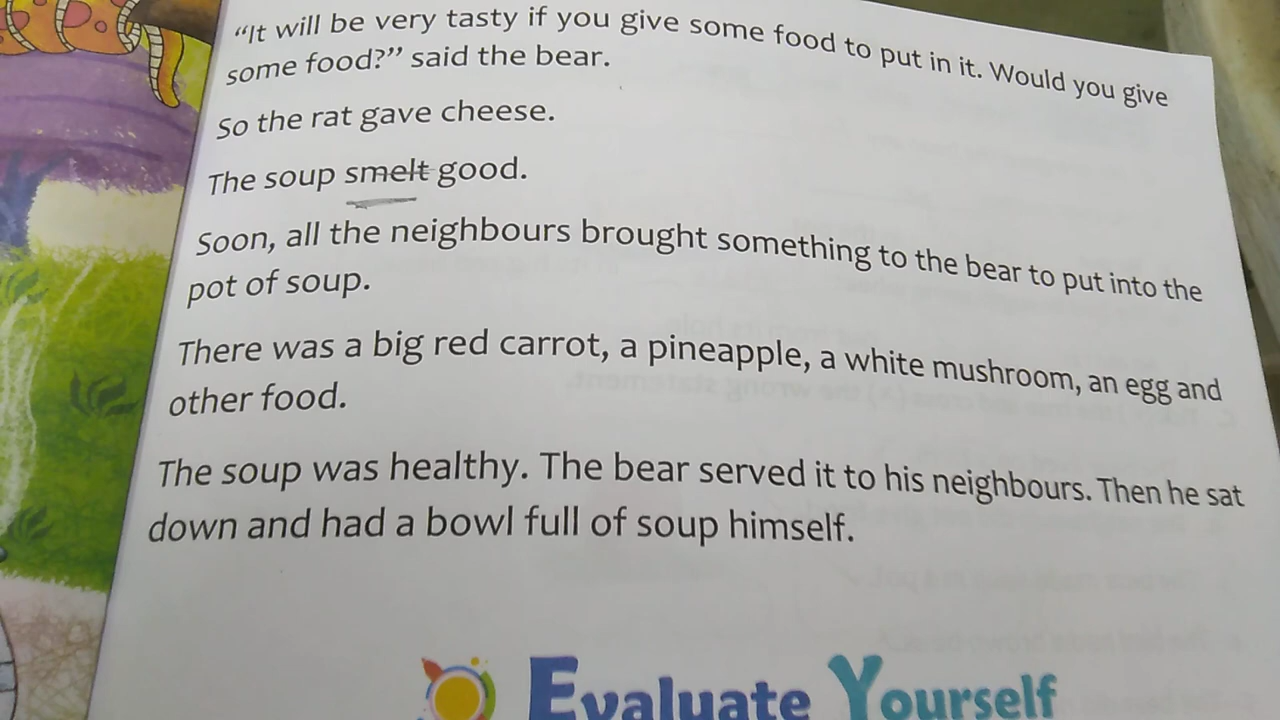 “It will be very tasty if you give some food to put in it. Would you give
some food?” said the bear.
So the rat gave cheese.
The soup smelt good.
Soon, all the neighbours brought something to the bear to put into the
pot of soup.
There was a big red carrot, a pineapple, a white mushroom, an egg and
other food.
The soup was healthy. The bear served it to his neighbours. Then he sat
down and had a bowl full of soup himself.
Evaluate Yourself